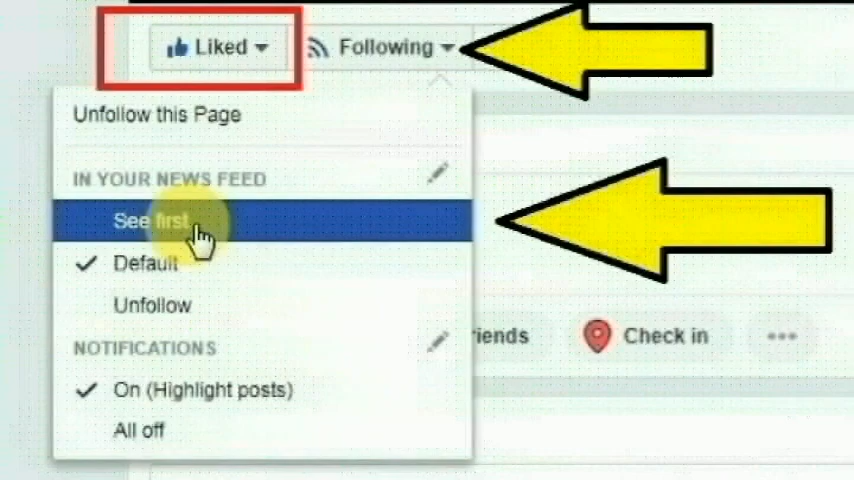 Liked Following
Unfollow this Page
IN YOUR NEWS FEED
See first
Default
Unfollow
riends Check in
NOTIFICATIONS
On (Highlight posts)
All off